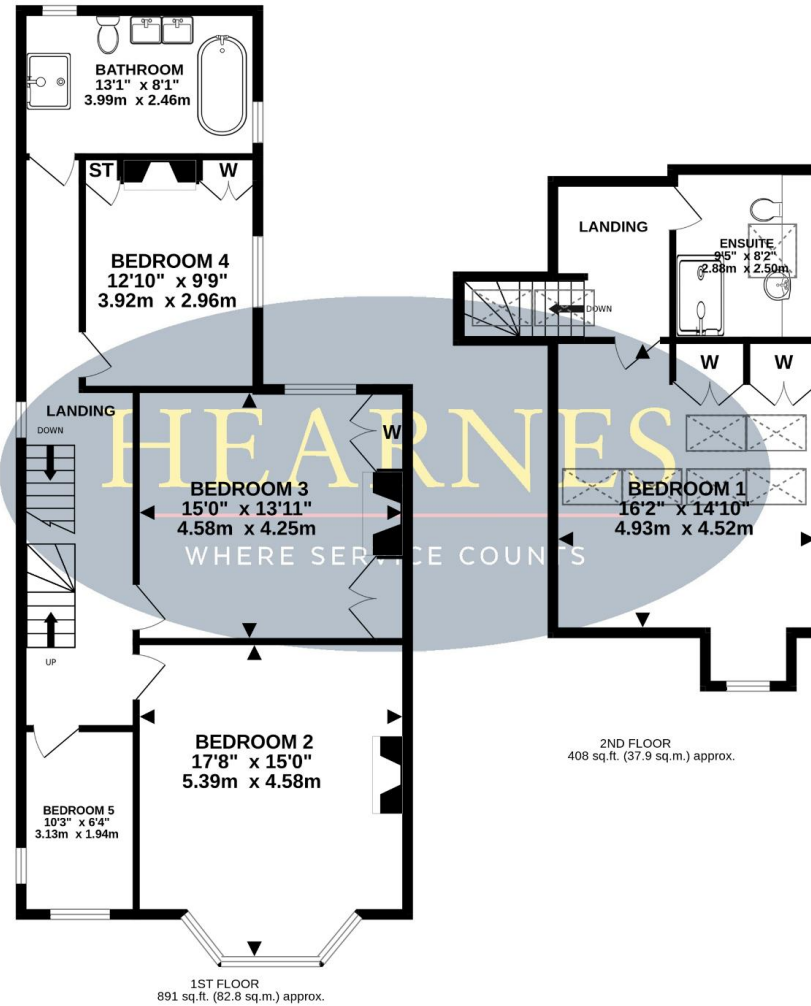 BATHROOM
13'1" x 8'1"
3.99m x 2.46m
ST
W
BEDROOM 4
12'10" x 9'9"
3.92m x 2.96m
LANDING
DOWN
W
BEDROOM 3
15'0" x 13'11"
4.58m x 4.25m
UP
BEDROOM 2
17'8" x 15'0"
5.39m x 4.58m
BEDROOM 5
10'3" x 6'4"
3.13m x 1.94m
1ST FLOOR
891 sq.ft. (82.8 sq.m.) approx.
LANDING
ENSUITE
9'5" x 8'2"
2.88m x 2.50m
DOWN
W
W
BEDROOM 1
16'2" x 14'10"
4.93m x 4.52m
2ND FLOOR
408 sq.ft. (37.9 sq.m.) approx.
HEARNES
WHERE SERVICE COUNTS